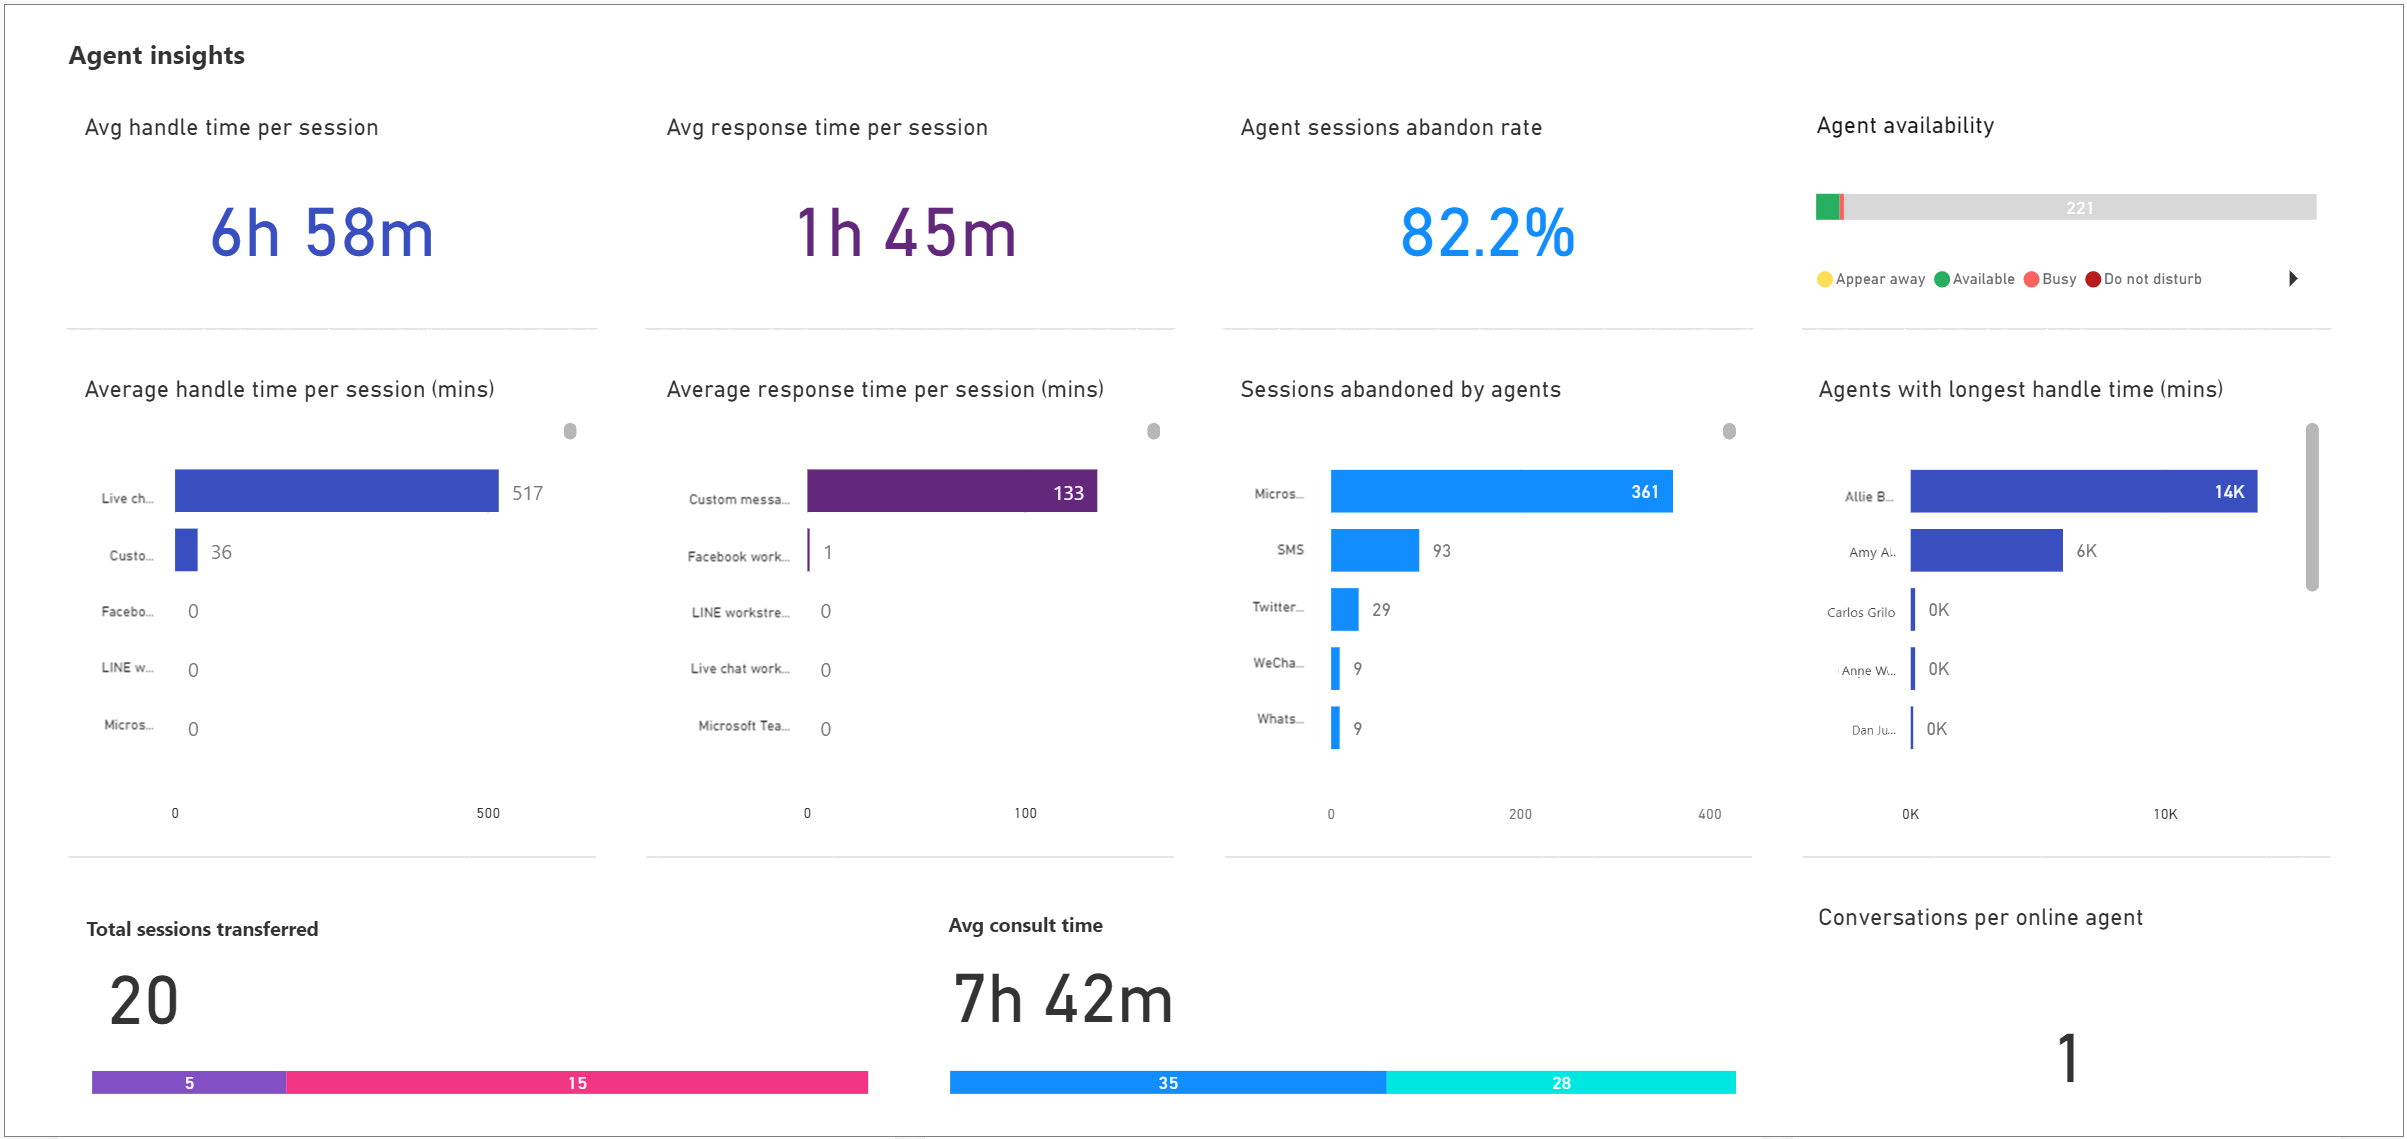 Agent insights
Avg handle time per session
6h 58m
Avg response time per session
1h 45m
Agent sessions abandon rate
82.2%
Agent availability
221
Appear away Available Busy Do not disturb
Average handle time per session (mins)
Live ch... 517
Custo... 36
Facebo... 0
LINE w... 0
Micros... 0
0 500
Average response time per session (mins)
Custom messa... 133
Facebook work... 1
LINE workstre... 0
Live chat work... 0
Microsoft Tea... 0
0 100
Sessions abandoned by agents
Micros... 361
SMS 93
Twitter... 29
WeCha... 9
Whats... 9
0 200 400
Agents with longest handle time (mins)
Allie B... 14K
Amy A... 6K
Carlos Grilo 0K
Anne W... 0K
Dan Ju... 0K
0K 10K
Total sessions transferred
20
5 15
Avg consult time
7h 42m
35 28
Conversations per online agent
1